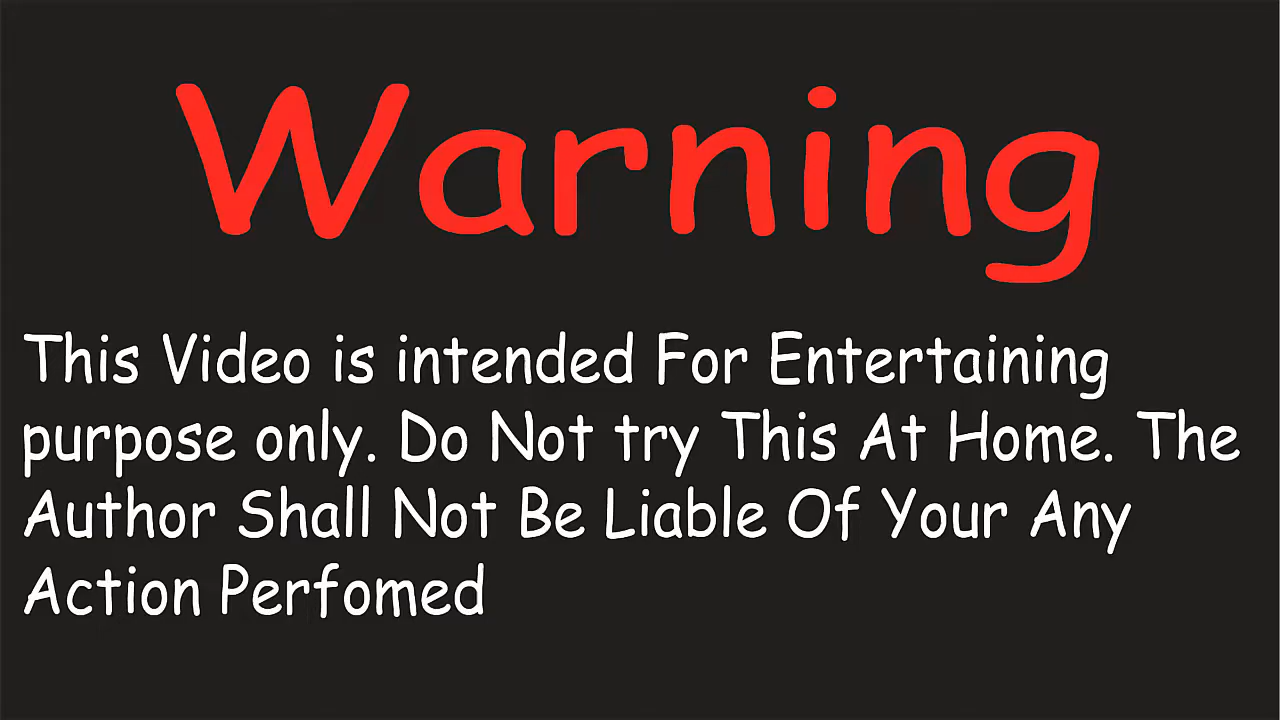 Warning
This Video is intended For Entertaining
purpose only. Do Not try This At Home. The
Author Shall Not Be Liable Of Your Any
Action Perfomed